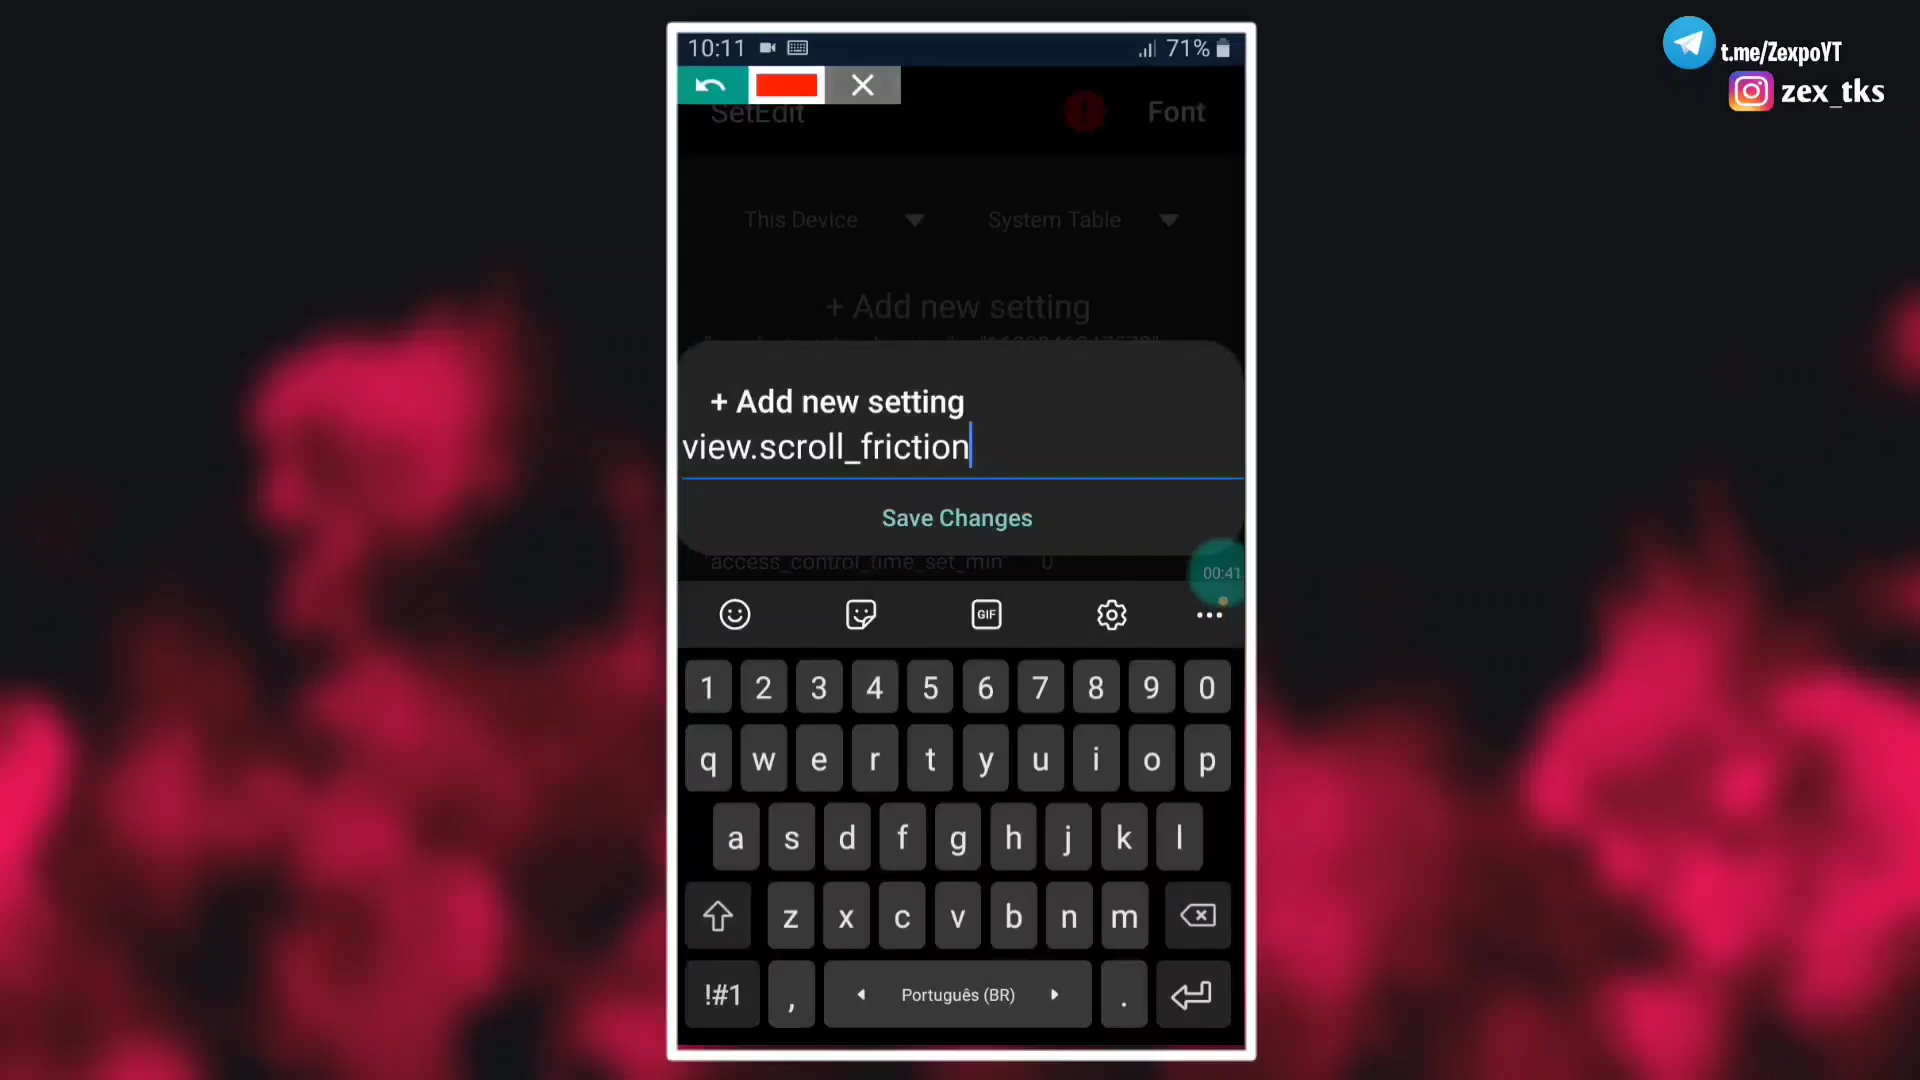 10:11 71%
t.me/ZexpoYT
zex_tks
SetEdit Font
This Device System Table
+ Add new setting
+ Add new setting
view.scroll_friction
Save Changes
access_control_time_set_min 0
00:41
GIF
1 2 3 4 5 6 7 8 9 0
q w e r t y u i o p
a s d f g h j k l
z x c v b n m
!#1 , Português (BR) .